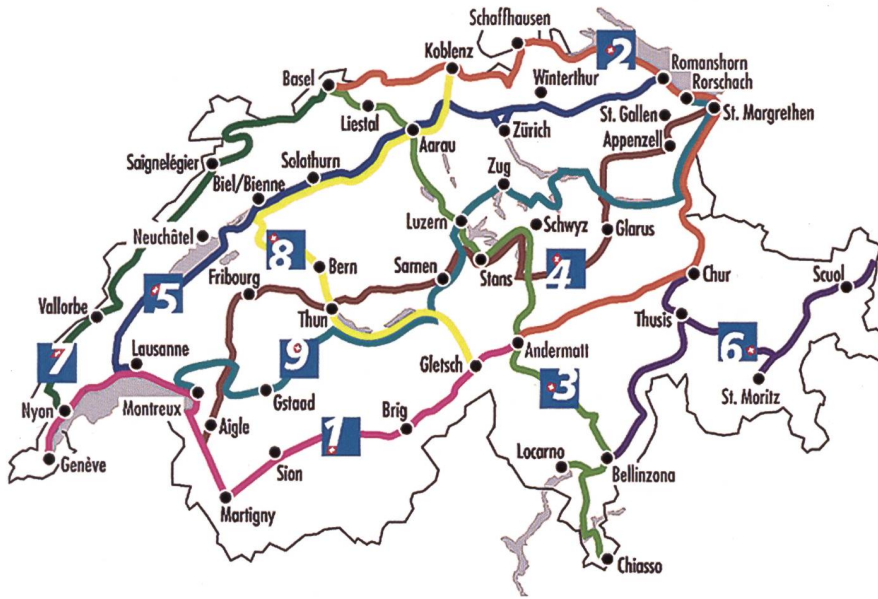 Schaffhausen
Koblenz
2
Romanshorn
Basel
Winterthur
Rorschach
St. Gallen
St. Margrethen
Liestal
Aarau
Zürich
Appenzell
Saignelégier
Solothurn
Biel/Bienne
Zug
Neuchâtel
Luzern
Schwyz
Glarus
8
Bern
Stans
4
Fribourg
Sarnen
Chur
Scuol
5
Vallorbe
Thun
Thusis
9
Andermatt
6
7
Lausanne
Gletsch
3
St. Moritz
Nyon
Montreux
Gstaad
Brig
Aigle
1
Locarno
Genève
Sion
Bellinzona
Martigny
Chiasso